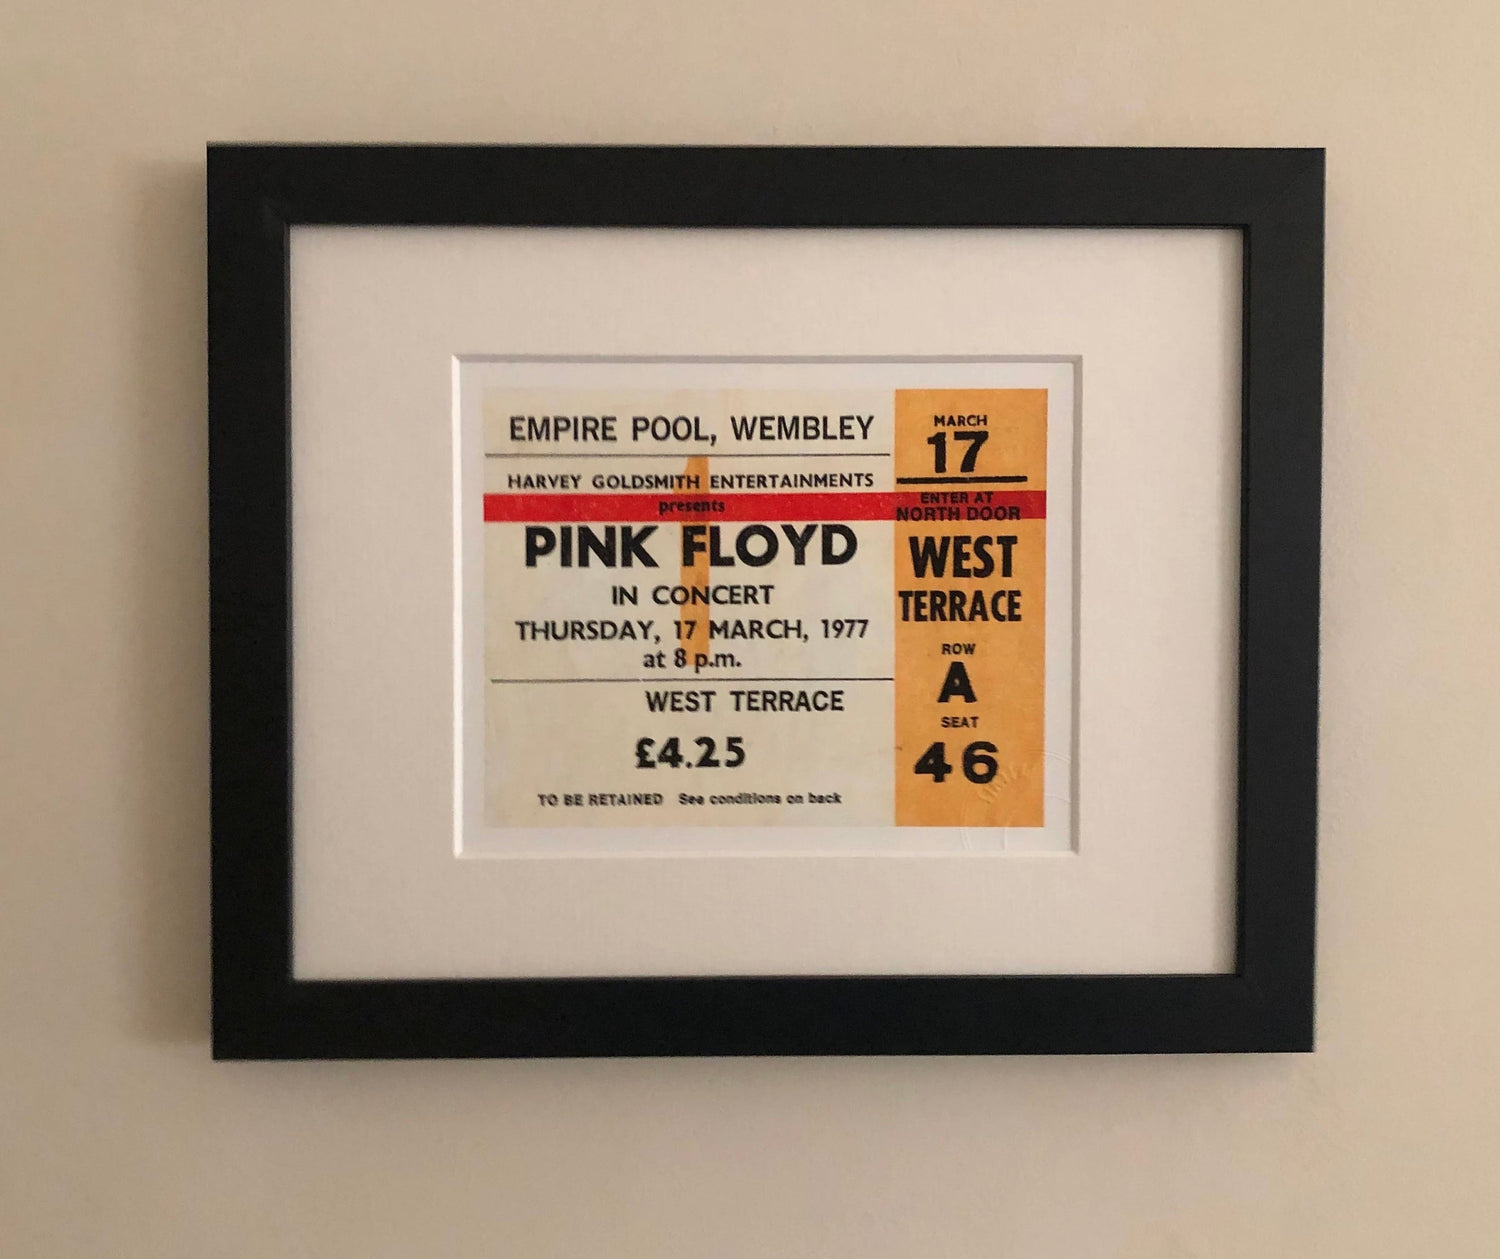 EMPIRE POOL, WEMBLEY
HARVEY GOLDSMITH ENTERTAINMENTS
presents
PINK FLOYD
IN CONCERT
THURSDAY, 17 MARCH, 1977
at 8 p.m.
WEST TERRACE
£4.25
TO BE RETAINED See conditions on back
1
MARCH
17
ENTER AT
NORTH DOOR
WEST
TERRACE
ROW
A
SEAT
46